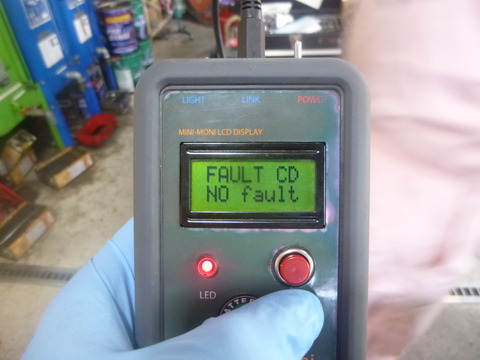 LIGHT LINK POWER
MINI-MONI LCD DISPLAY
FAULT CD
NO fault
LED